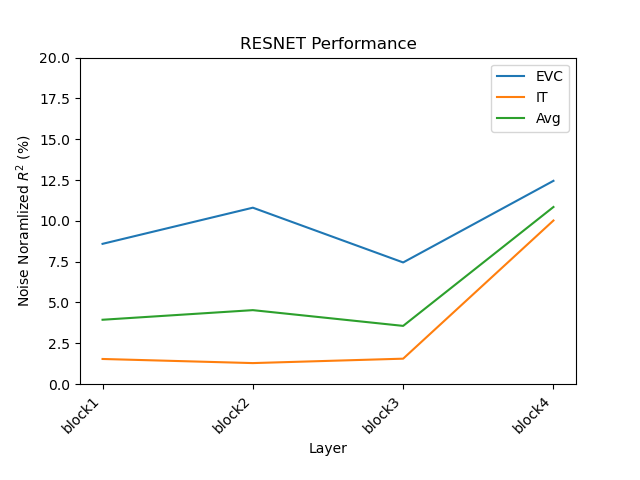 RESNET Performance
Noise Noramlized $R^2$ (%)
20.0
17.5
15.0
12.5
10.0
7.5
5.0
2.5
0.0
EVC
IT
Avg
block1
block2
block3
block4
Layer